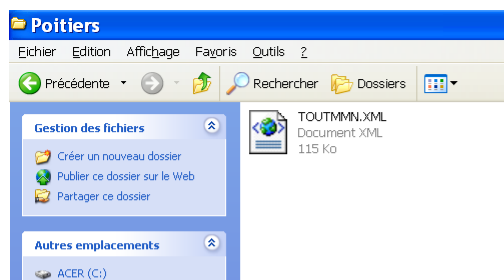 Poitiers
Fichier Edition Affichage Favoris Outils ?
Précédente Rechercher Dossiers
Gestion des fichiers
Créer un nouveau dossier
Publier ce dossier sur le Web
Partager ce dossier
Autres emplacements
ACER (C:)
TOUTMMN.XML
Document XML
115 Ko